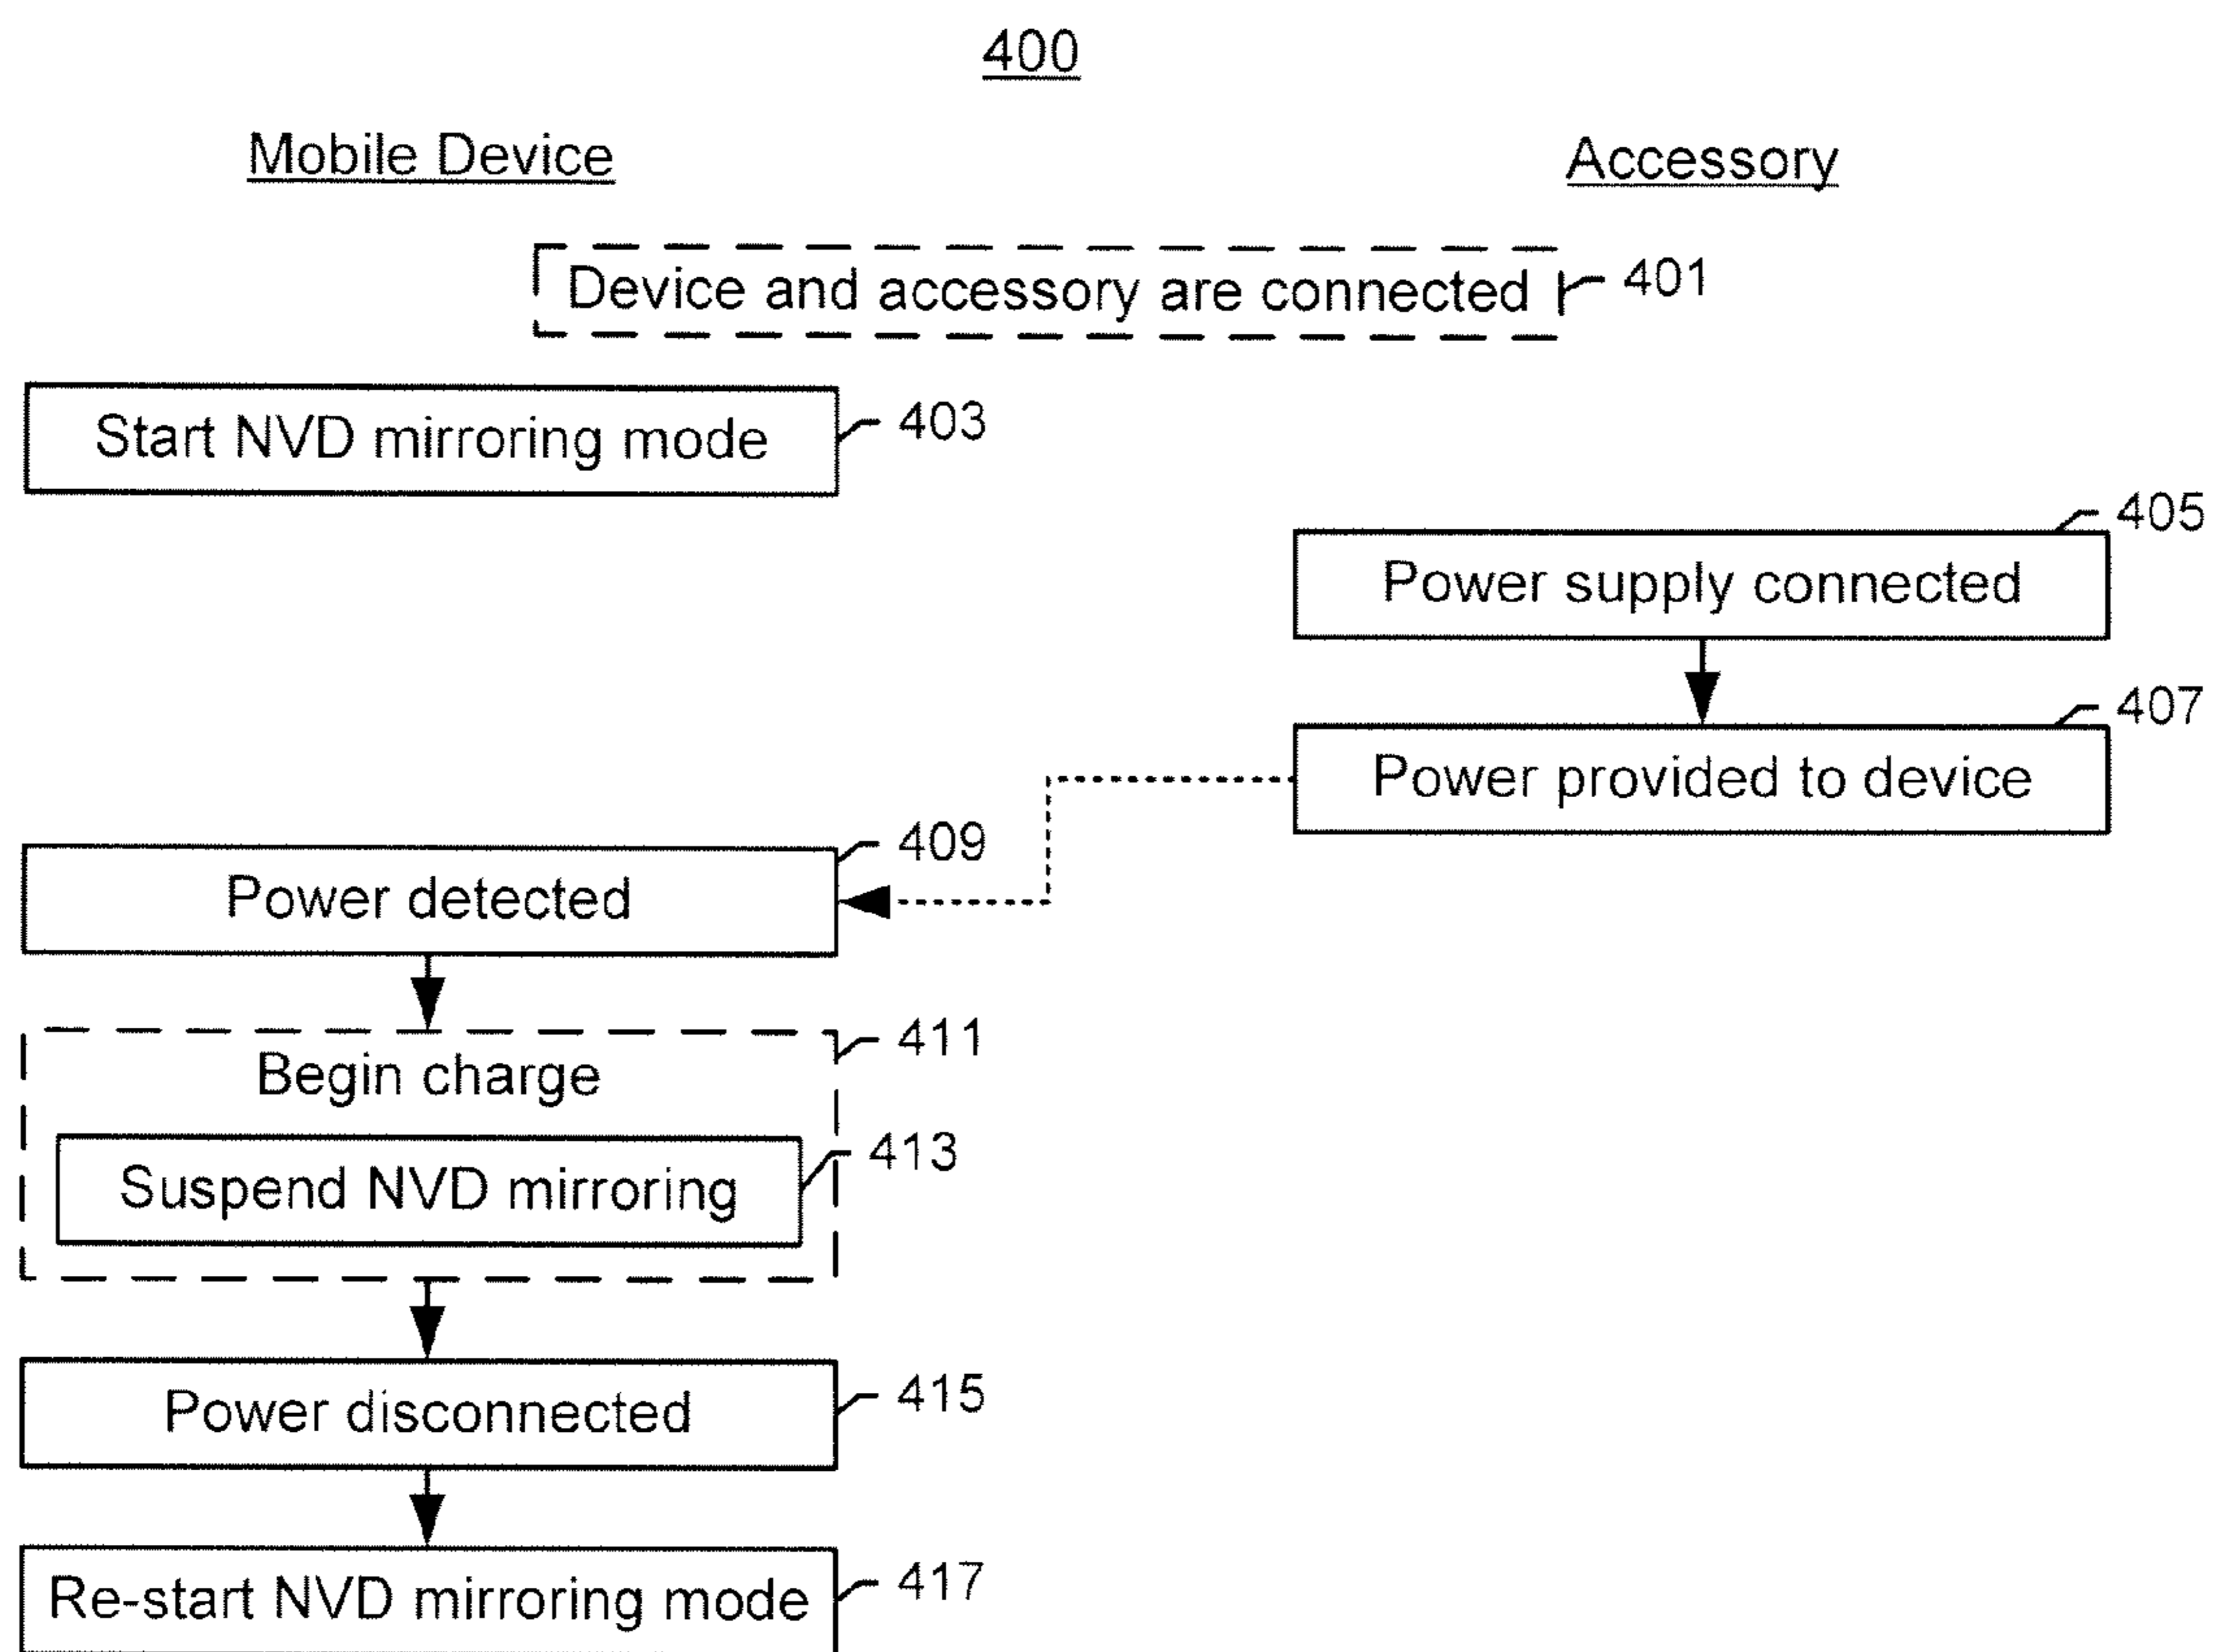 400
Mobile Device
Accessory
Device and accessory are connected
401
Start NVD mirroring mode
403
405
Power supply connected
407
Power provided to device
409
Power detected
411
Begin charge
413
Suspend NVD mirroring
415
Power disconnected
417
Re-start NVD mirroring mode